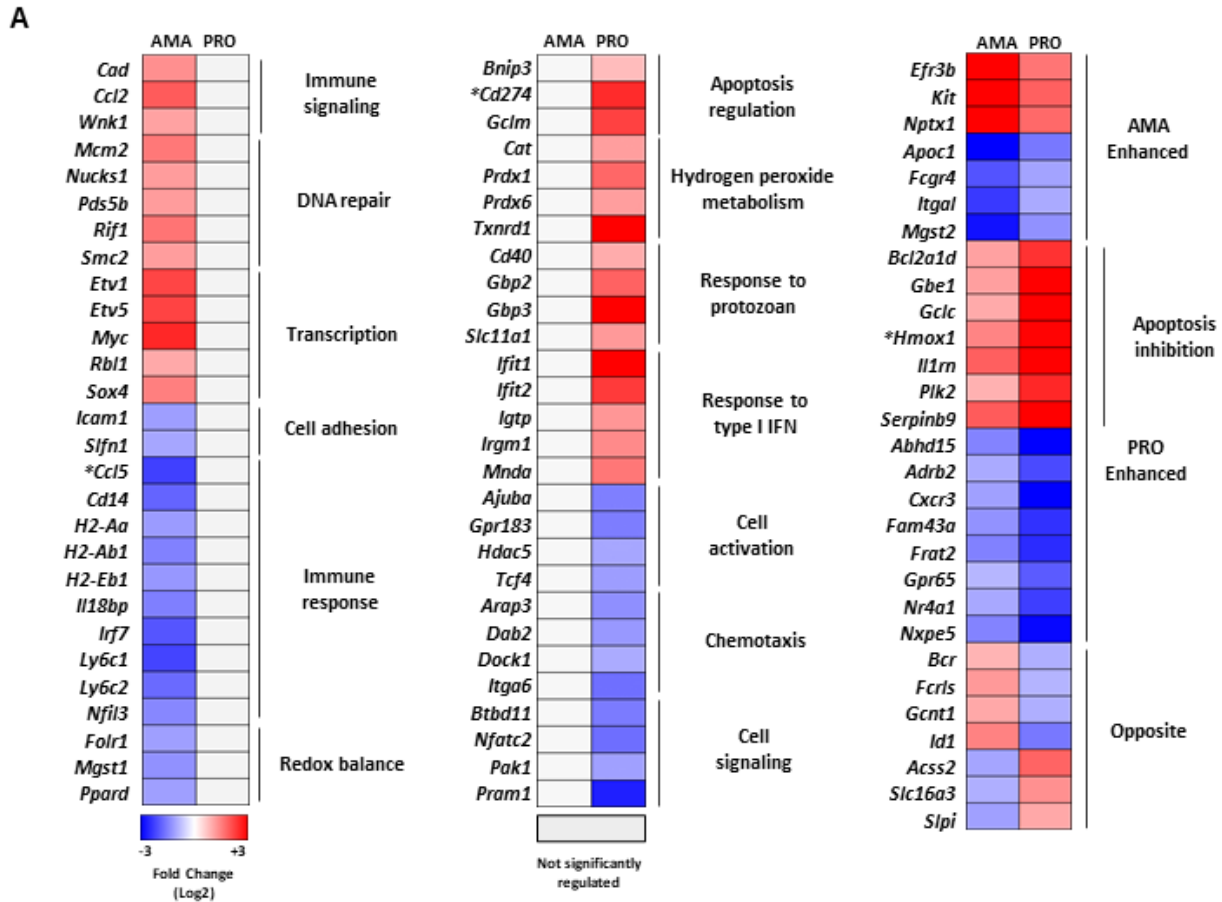 A
AMA PRO
Cad
Ccl2
Wnk1
Mcm2
Nucks1
Pds5b
Rif1
Smc2
Etv1
Etv5
Myc
Rbl1
Sox4
Icam1
Slfn1
*Ccl5
Cd14
H2-Aa
H2-Ab1
H2-Eb1
Il18bp
Irf7
Ly6c1
Ly6c2
Nfil3
Folr1
Mgst1
Ppard
Immune
signaling
DNA repair
Transcription
Cell adhesion
Immune
response
Redox balance
-3 +3
Fold Change
(Log2)
AMA PRO
Bnip3
*Cd274
Gclm
Cat
Prdx1
Prdx6
Txnrd1
Cd40
Gbp2
Gbp3
Slc11a1
Ifit1
Ifit2
Igtp
Irgm1
Mnda
Ajuba
Gpr183
Hdac5
Tcf4
Arap3
Dab2
Dock1
Itga6
Btbd11
Nfatc2
Pak1
Pram1
Apoptosis
regulation
Hydrogen peroxide
metabolism
Response to
protozoan
Response to
type I IFN
Cell
activation
Chemotaxis
Cell
signaling
Not significantly
regulated
AMA PRO
Efr3b
Kit
Nptx1
Apoc1
Fcgr4
Itgal
Mgst2
Bcl2a1d
Gbe1
Gclc
*Hmox1
Il1rn
Plk2
Serpinb9
Abhd15
Adrb2
Cxcr3
Fam43a
Frat2
Gpr65
Nr4a1
Nxpe5
Bcr
Fcrls
Gcnt1
Id1
Acss2
Slc16a3
Slpi
AMA
Enhanced
Apoptosis
inhibition
PRO
Enhanced
Opposite